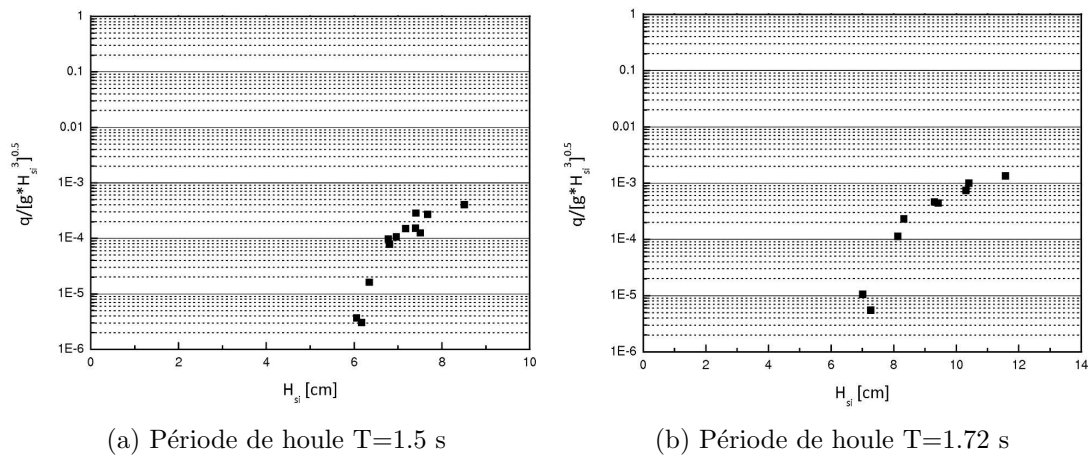 1
0.1
0.01
1E-3
1E-4
1E-5
1E-6
q/[g*H_si^3]^0.5
0 2 4 6 8 10
H_si [cm]
(a) Période de houle T=1.5 s
1
0.1
0.01
1E-3
1E-4
1E-5
1E-6
q/[g*H_si^3]^0.5
0 2 4 6 8 10 12 14
H_si [cm]
(b) Période de houle T=1.72 s